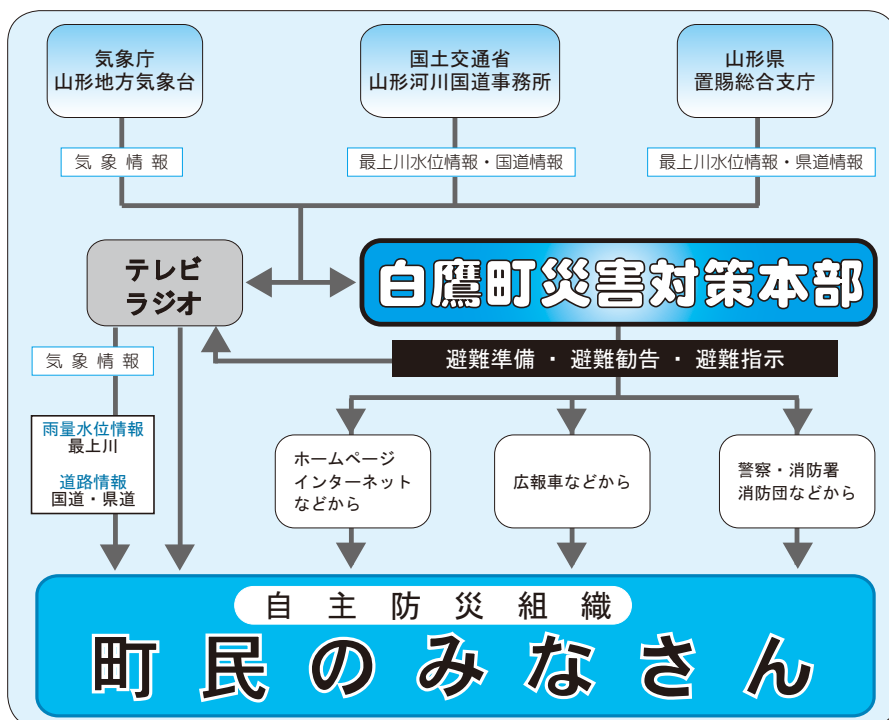 気象庁
山形地方気象台
国土交通省
山形河川国道事務所
山形県
置賜総合支庁
気象情報
最上川水位情報・国道情報
最上川水位情報・県道情報
テレビ
ラジオ
白鷹町災害対策本部
気象情報
避難準備・避難勧告・避難指示
雨量水位情報
最上川
道路情報
国道・県道
ホームページ
インターネット
などから
広報車などから
警察・消防署
消防団などから
自主防災組織
町民のみなさん